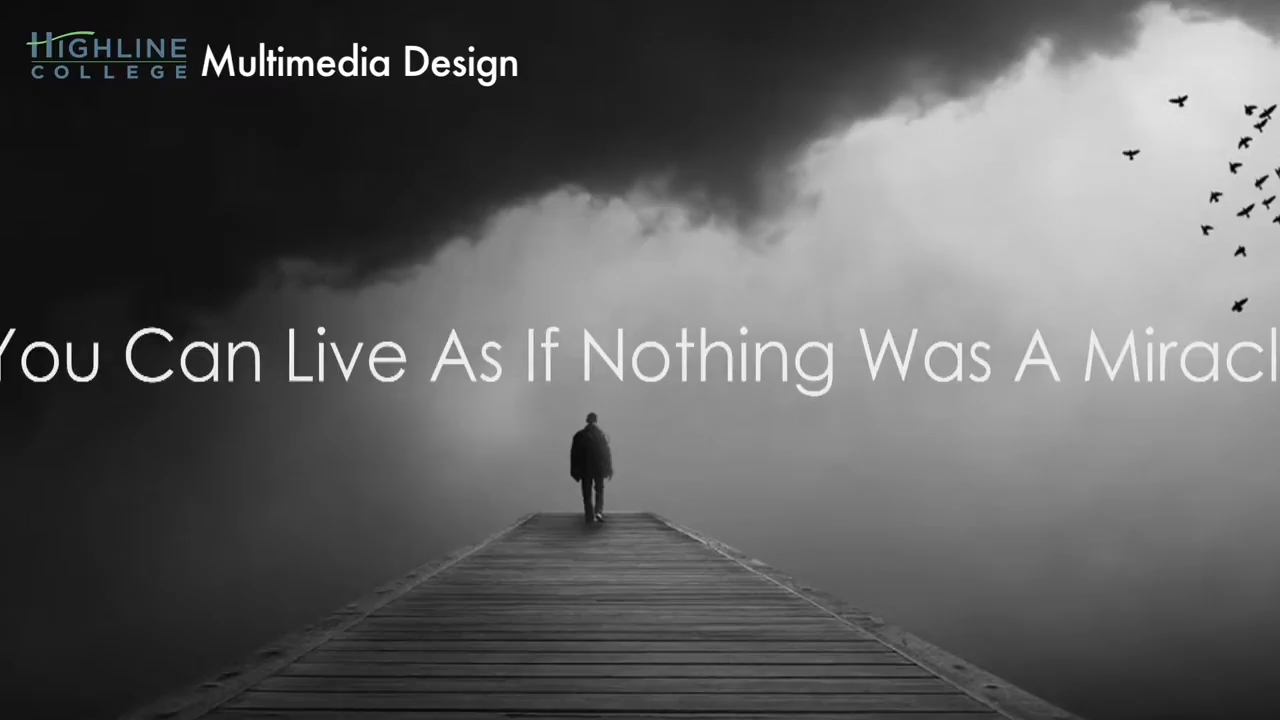 HIGHLINE
COLLEGE
Multimedia Design
You Can Live As If Nothing Was A Miracl